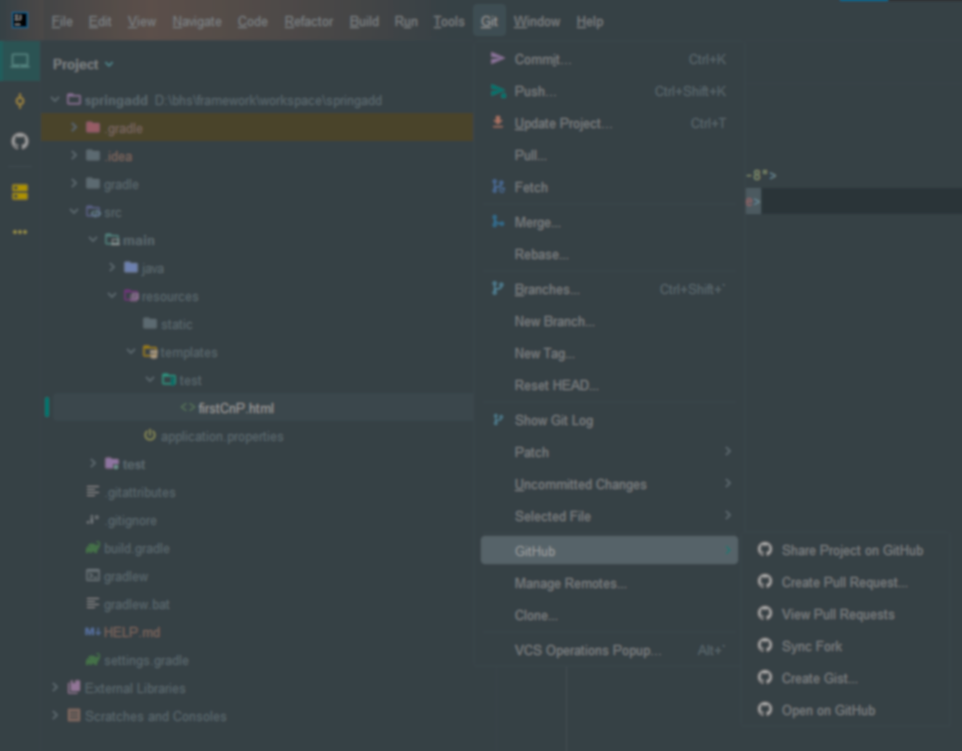 File Edit View Navigate Code Refactor Build Run Tools Git Window Help
Project
springadd D:\bhs\framework\workspace\springadd
.gradle
.idea
gradle
src
main
java
resources
static
templates
test
firstCnP.html
application.properties
test
.gitattributes
.gitignore
build.gradle
gradlew
gradlew.bat
HELP.md
settings.gradle
External Libraries
Scratches and Consoles
Commit... Ctrl+K
Push... Ctrl+Shift+K
Update Project... Ctrl+T
Pull...
Fetch
Merge...
Rebase...
Branches... Ctrl+Shift+`
New Branch...
New Tag...
Reset HEAD...
Show Git Log
Patch
Uncommitted Changes
Selected File
GitHub
Manage Remotes...
Clone...
VCS Operations Popup... Alt+`
-8">
e>
Share Project on GitHub
Create Pull Request...
View Pull Requests
Sync Fork
Create Gist...
Open on GitHub